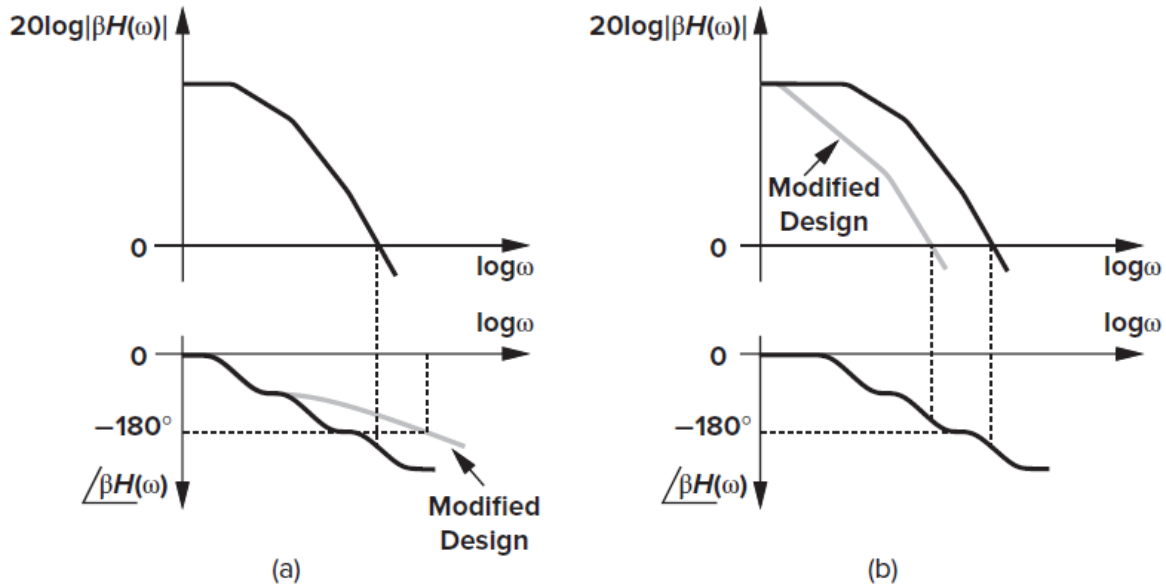 20log|βH(ω)|
0
logω
logω
0
−180°
∠βH(ω)
Modified
Design
(a)
20log|βH(ω)|
Modified
Design
0
logω
logω
0
−180°
∠βH(ω)
(b)